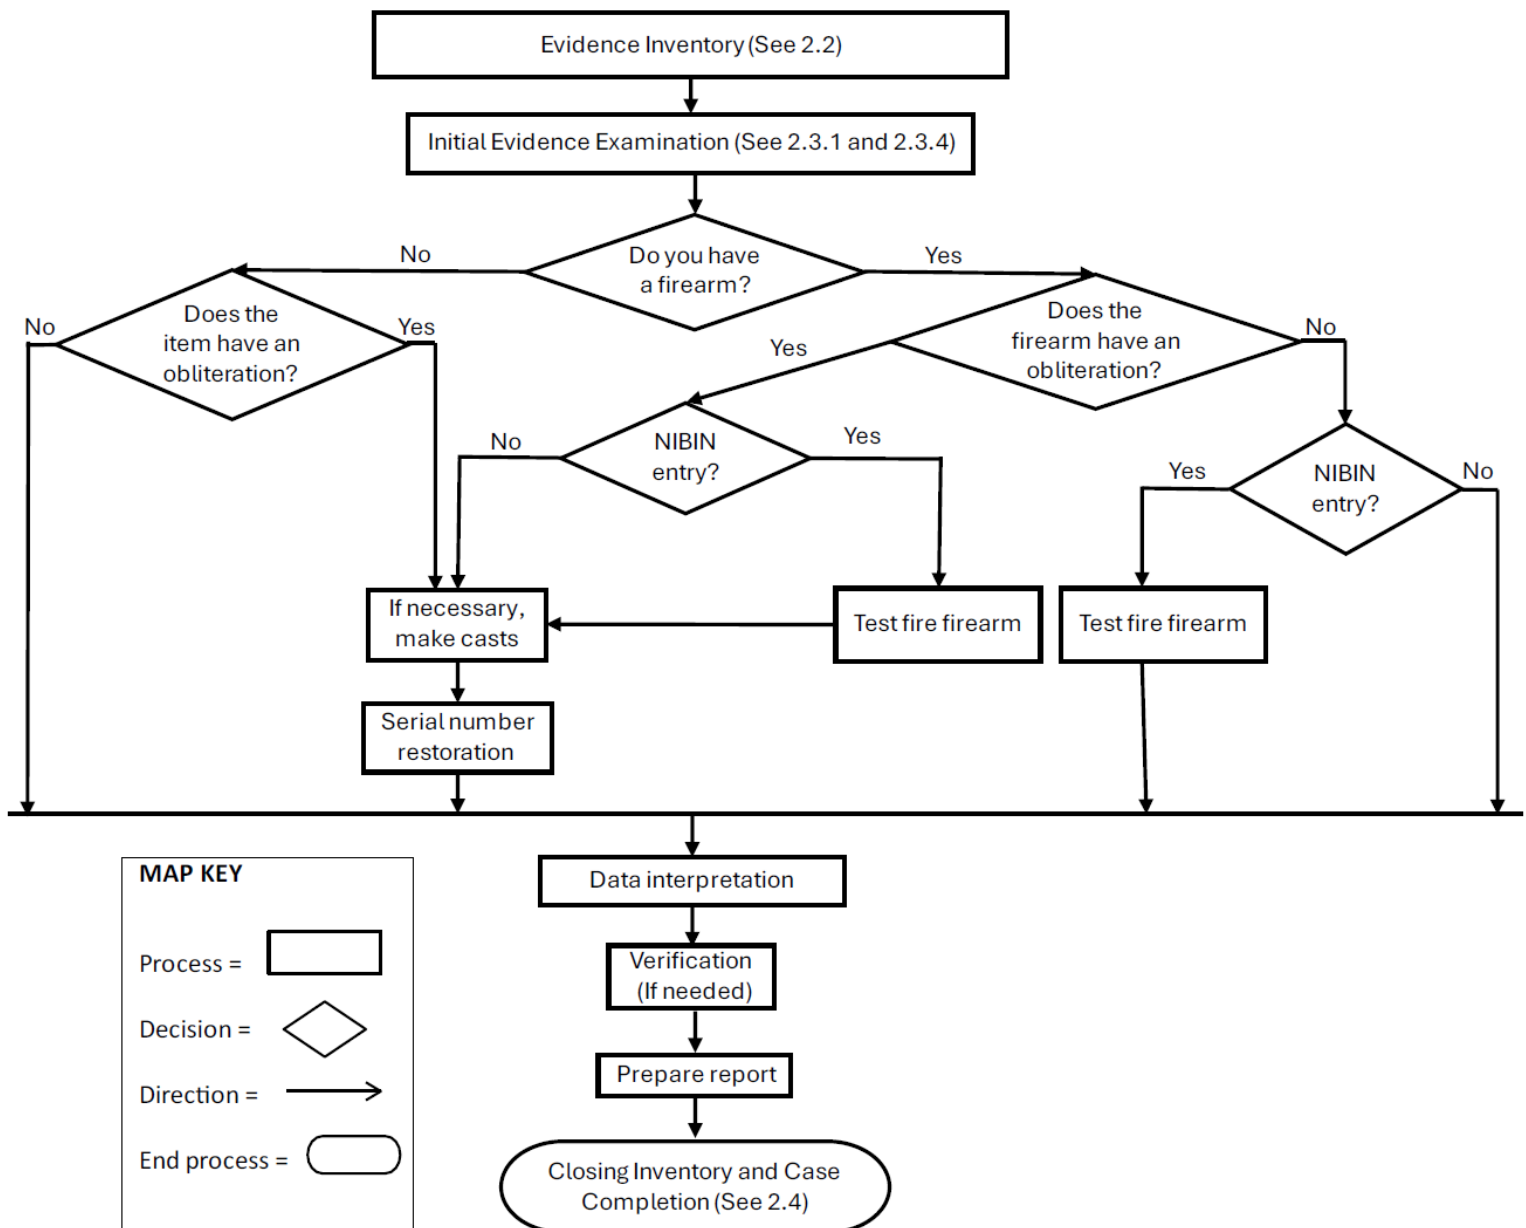 Evidence Inventory (See 2.2)
Initial Evidence Examination (See 2.3.1 and 2.3.4)
Do you have
a firearm?
No
Yes
Does the
item have an
obliteration?
No
Yes
Does the
firearm have an
obliteration?
Yes
No
NIBIN
entry?
No
Yes
NIBIN
entry?
Yes
No
If necessary,
make casts
Test fire firearm
Test fire firearm
Serial number
restoration
Data interpretation
Verification
(If needed)
Prepare report
Closing Inventory and Case
Completion (See 2.4)
MAP KEY
Process =
Decision =
Direction =
End process =